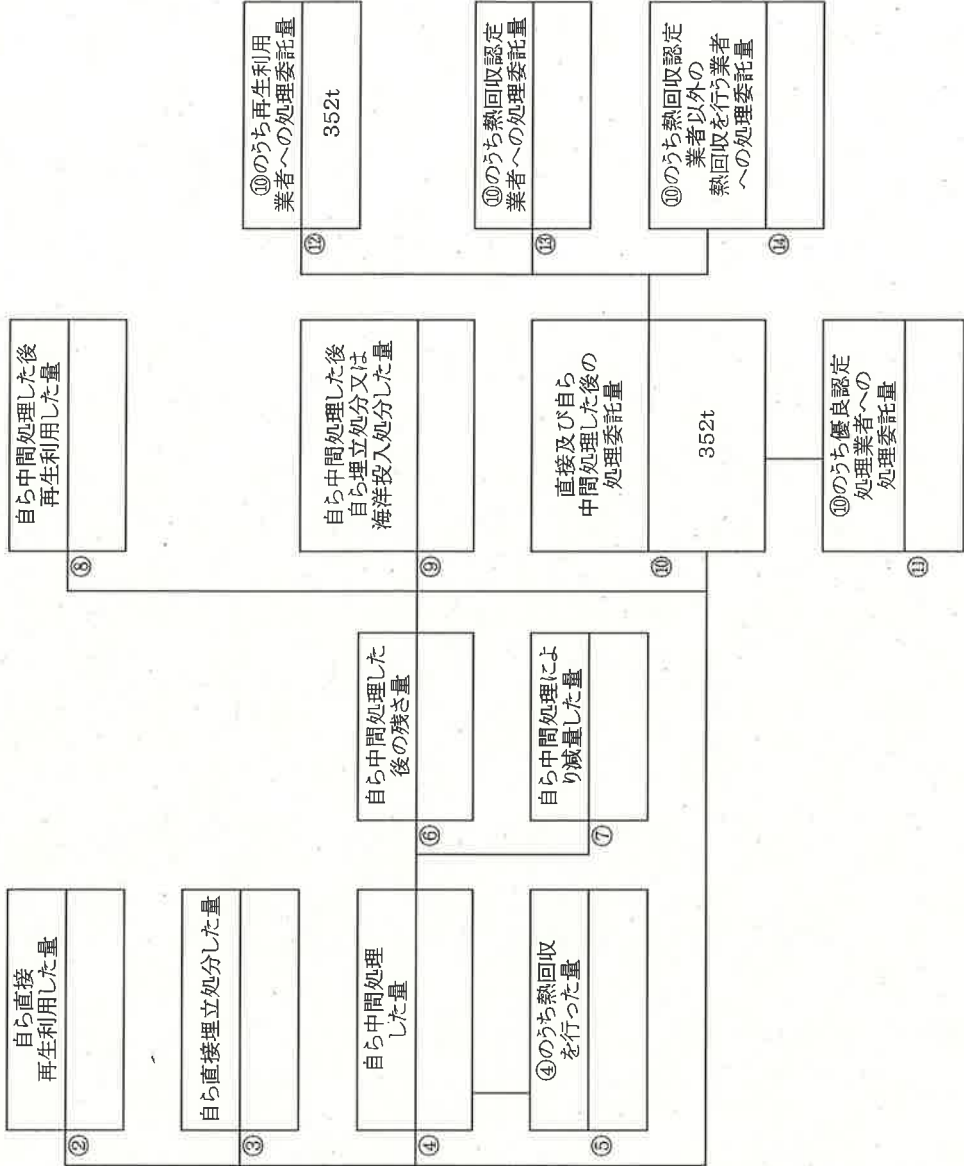 ②
自ら直接
再生利用した量
③
自ら直接埋立処分した量
④
自ら中間処理
した量
⑤
④のうち熱回収
を行った量
⑥
自ら中間処理した
後の残さ量
⑦
自ら中間処理によ
り減量した量
⑧
自ら中間処理した後
再生利用した量
⑨
自ら中間処理した後
自ら埋立処分又は
海洋投入処分した量
⑩
直接及び自ら
中間処理した後の
処理委託量
352t
⑪
⑩のうち優良認定
処理業者への
処理委託量
⑫
⑩のうち再生利用
業者への処理委託量
352t
⑬
⑩のうち熱回収認定
業者への処理委託量
⑭
⑩のうち熱回収認定
業者以外の
熱回収を行う業者
への処理委託量